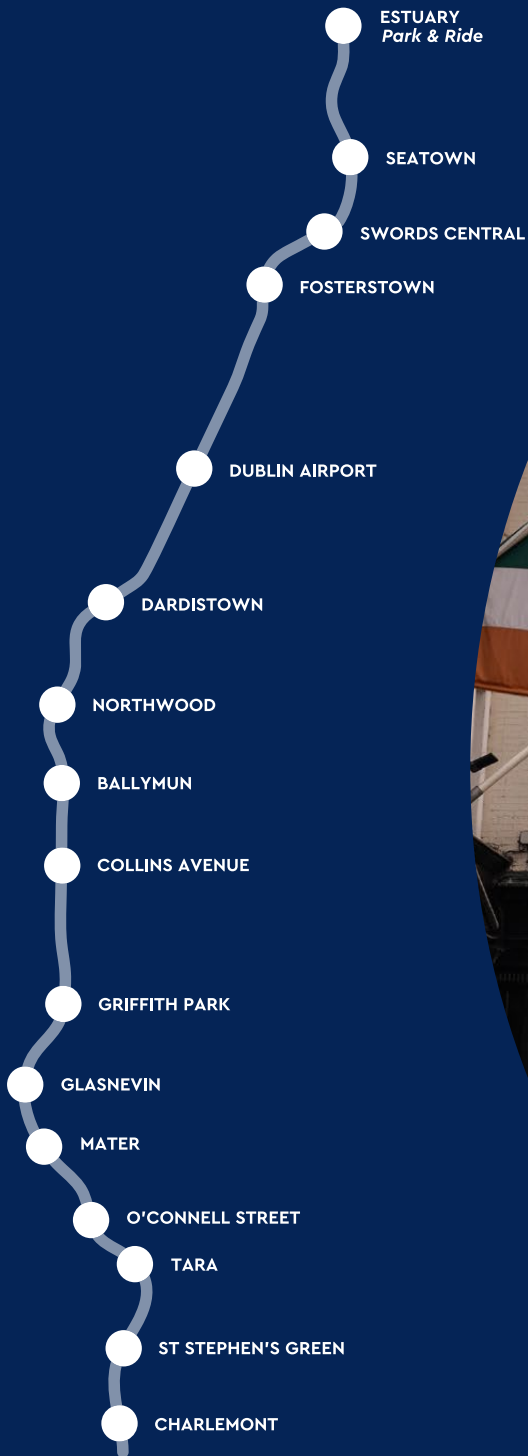 ESTUARY
Park & Ride
SEATOWN
SWORDS CENTRAL
FOSTERSTOWN
DUBLIN AIRPORT
DARDISTOWN
NORTHWOOD
BALLYMUN
COLLINS AVENUE
GRIFFITH PARK
GLASNEVIN
MATER
O'CONNELL STREET
TARA
ST STEPHEN'S GREEN
CHARLEMONT